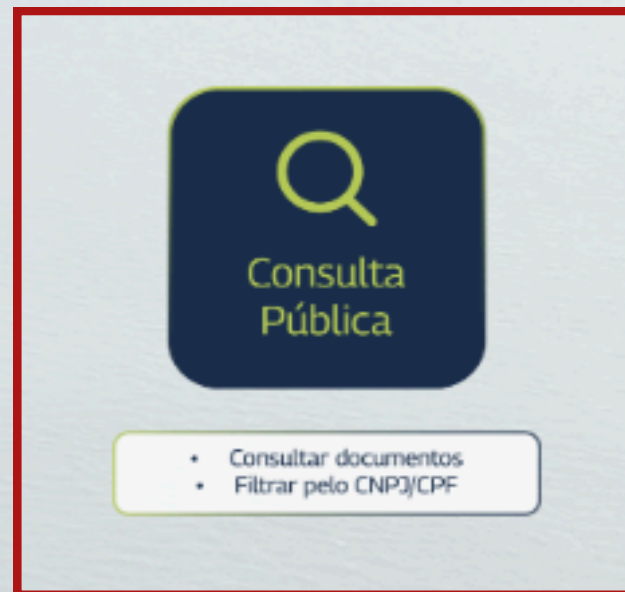 Consulta
Pública
• Consultar documentos
• Filtrar pelo CNPJ/CPF